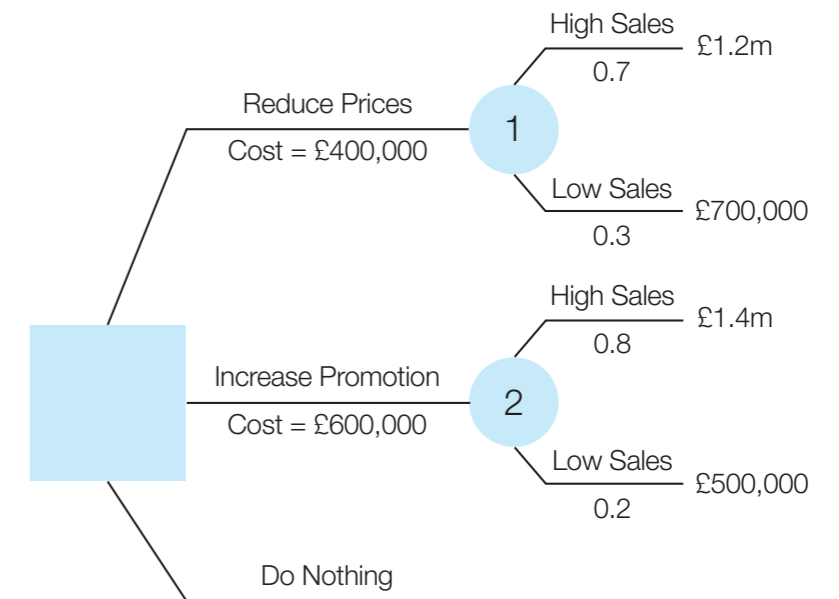 High Sales
£1.2m
0.7
Reduce Prices
Cost = £400,000
1
Low Sales
£700,000
0.3
High Sales
£1.4m
0.8
Increase Promotion
Cost = £600,000
2
Low Sales
£500,000
0.2
Do Nothing